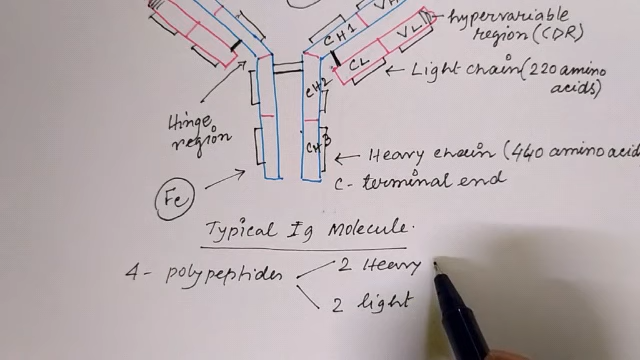 VH
CH1
hypervariable
region (CDR)
VL
CL
Light chain (220 amino
acids)
CH2
Hinge
region
CH3
Heavy chain (440 amino acid
C- terminal end
Fc
Typical Ig Molecule.
4- polypeptides
2 Heavy
2 light